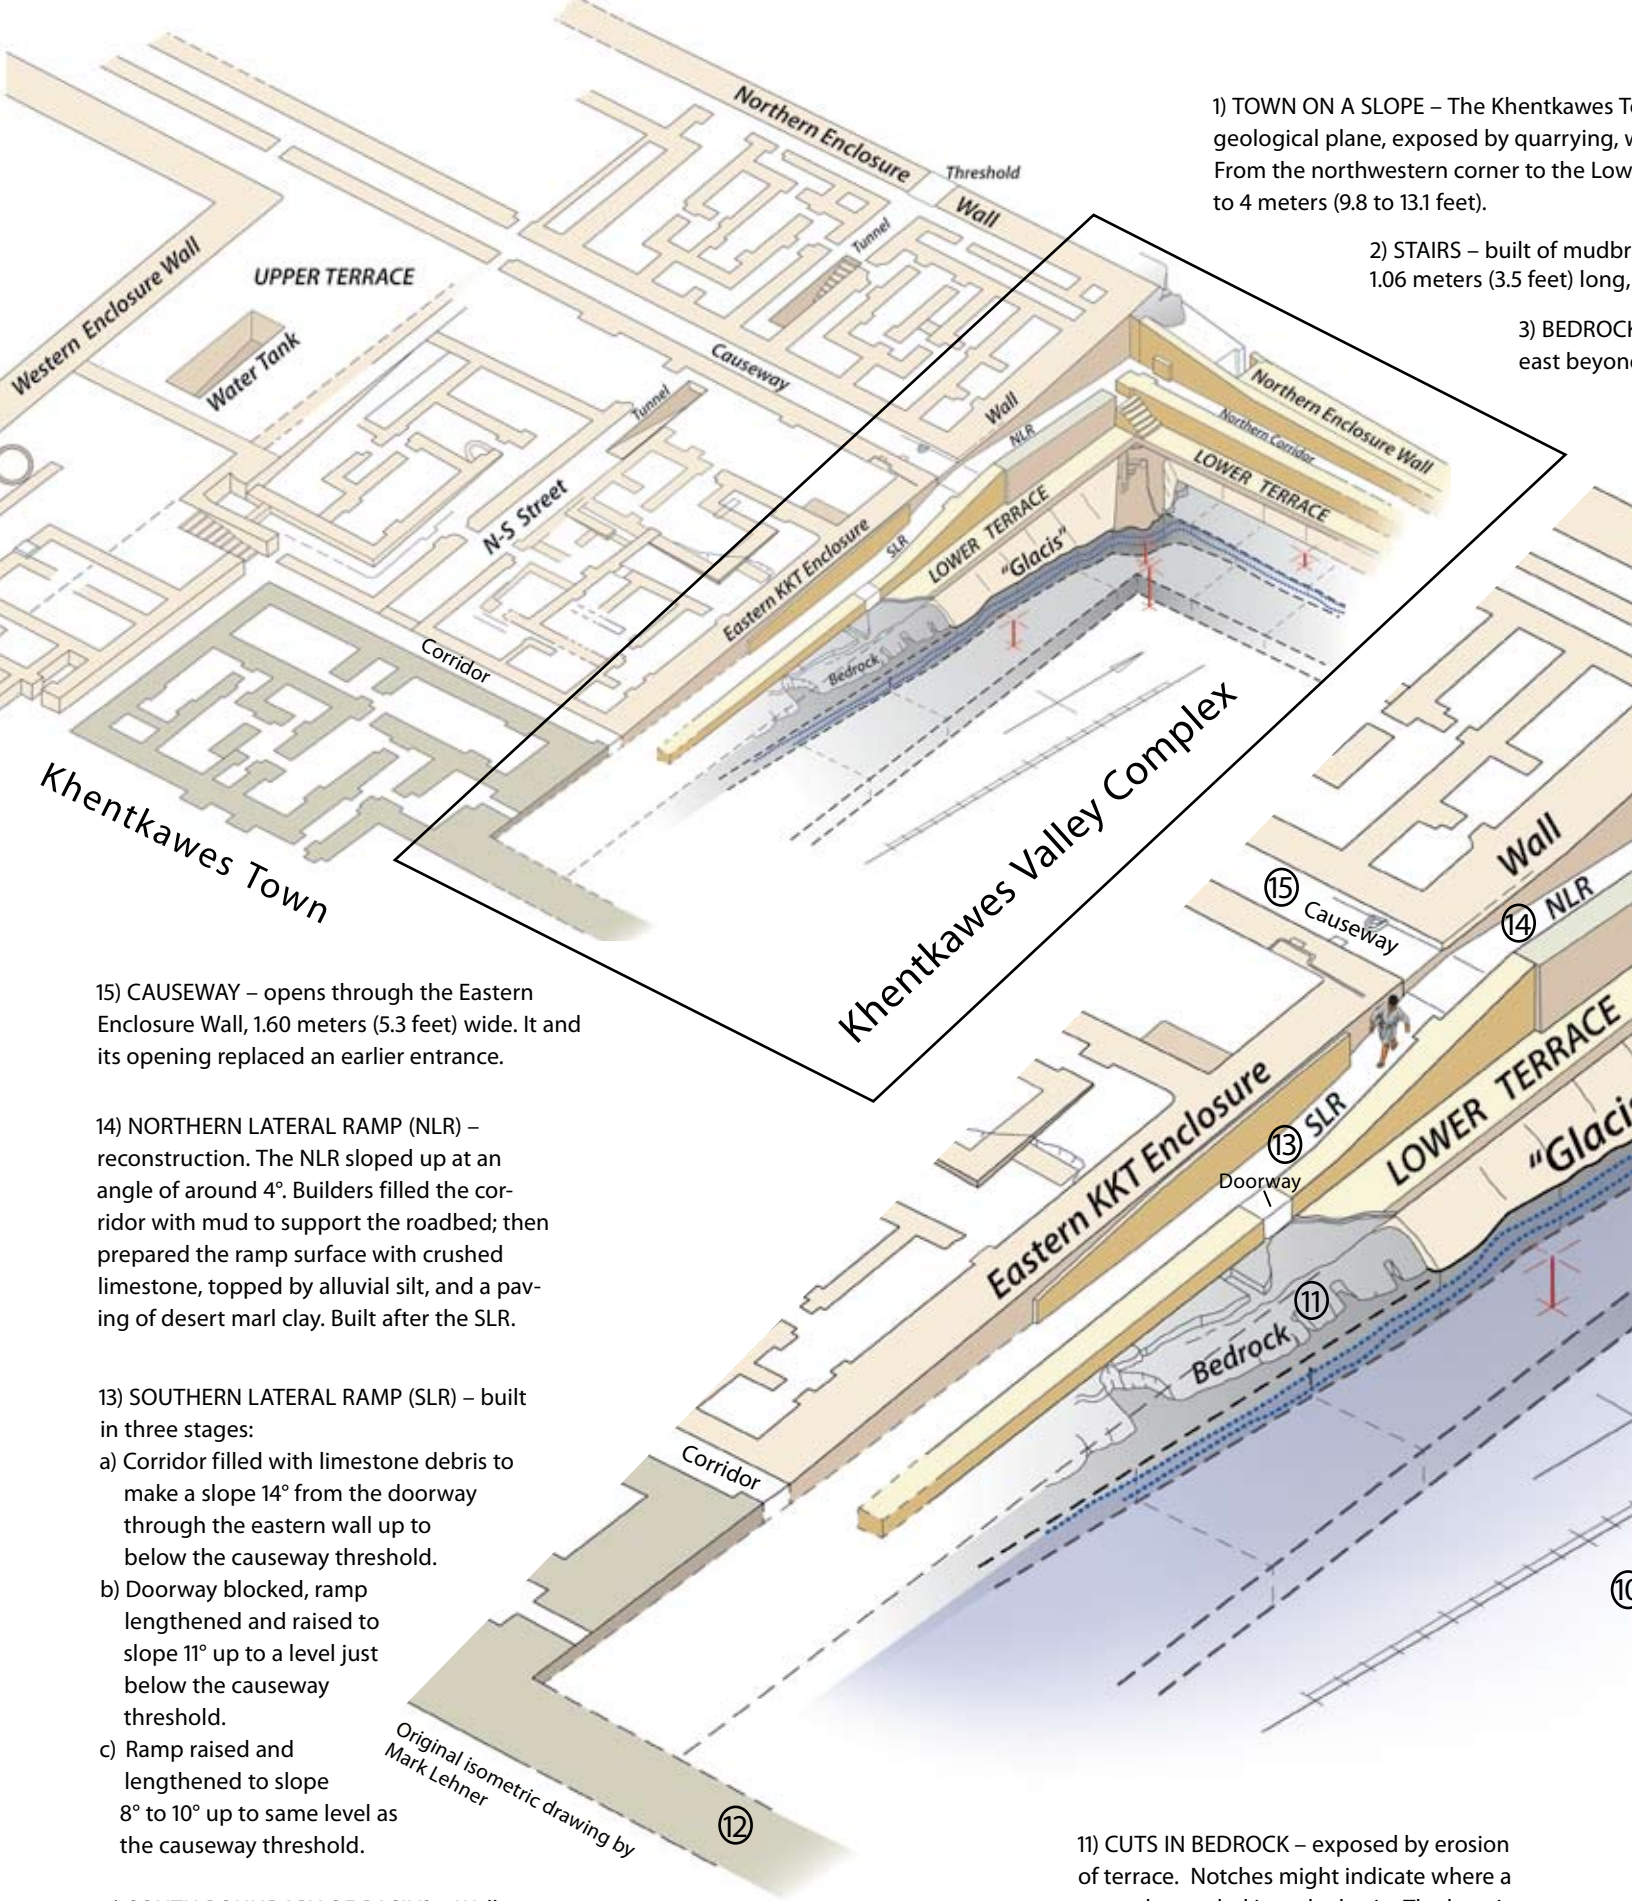 Northern Enclosure
Threshold
Wall
Tunnel
Western Enclosure Wall
UPPER TERRACE
Water Tank
Causeway
Tunnel
Wall
NLR
Northern Enclosure Wall
Northern Corridor
LOWER TERRACE
N-S Street
Eastern KKT Enclosure
SLR
LOWER TERRACE
"Glacis"
Bedrock
Corridor
Khentkawes Town
Khentkawes Valley Complex
1) TOWN ON A SLOPE – The Khentkawes
geological plane, exposed by quarrying,
From the northwestern corner to the
to 4 meters (9.8 to 13.1 feet).
2) STAIRS – built of
1.06 meters (3.5 feet) long,
3)
east
15) CAUSEWAY – opens through the Eastern
Enclosure Wall, 1.60 meters (5.3 feet) wide. It and
its opening replaced an earlier entrance.
14) NORTHERN LATERAL RAMP (NLR) –
reconstruction. The NLR sloped up at an
angle of around 4°. Builders filled the cor-
ridor with mud to support the roadbed; then
prepared the ramp surface with crushed
limestone, topped by alluvial silt, and a pav-
ing of desert marl clay. Built after the SLR.
13) SOUTHERN LATERAL RAMP (SLR) – built
in three stages:
a) Corridor filled with limestone debris to
make a slope 14° from the doorway
through the eastern wall up to
below the causeway threshold.
b) Doorway blocked, ramp
lengthened and raised to
slope 11° up to a level just
below the causeway
threshold.
c) Ramp raised and
lengthened to slope
8° to 10° up to same level as
the causeway threshold.
15
Causeway
Wall
14 NLR
13 SLR
Doorway
LOWER TERRACE
Eastern KKT Enclosure
11
Bedrock
Corridor
12
Original isometric drawing by
Mark Lehner
11) CUTS IN BEDROCK – exposed by erosion
of terrace. Notches might indicate where a